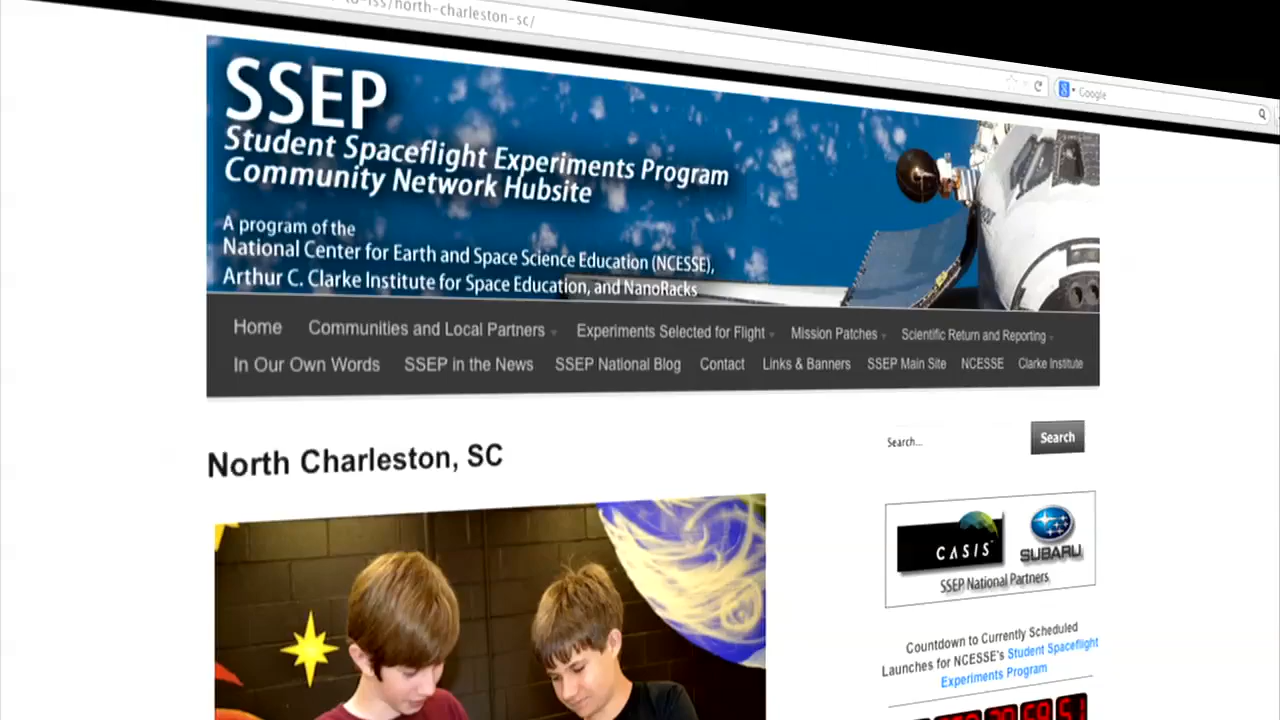 north-charleston-sc/
Google
SSEP
Student Spaceflight Experiments Program
Community Network Hubsite
A program of the
National Center for Earth and Space Science Education (NCESSE),
Arthur C. Clarke Institute for Space Education, and NanoRacks
Home Communities and Local Partners Experiments Selected for Flight Mission Patches Scientific Return and Reporting
In Our Own Words SSEP in the News SSEP National Blog Contact Links & Banners SSEP Main Site NCESSE Clarke Institute
North Charleston, SC
Search... Search
CASIS SUBARU
SSEP National Partners
Countdown to Currently Scheduled
Launches for NCESSE's Student Spaceflight
Experiments Program